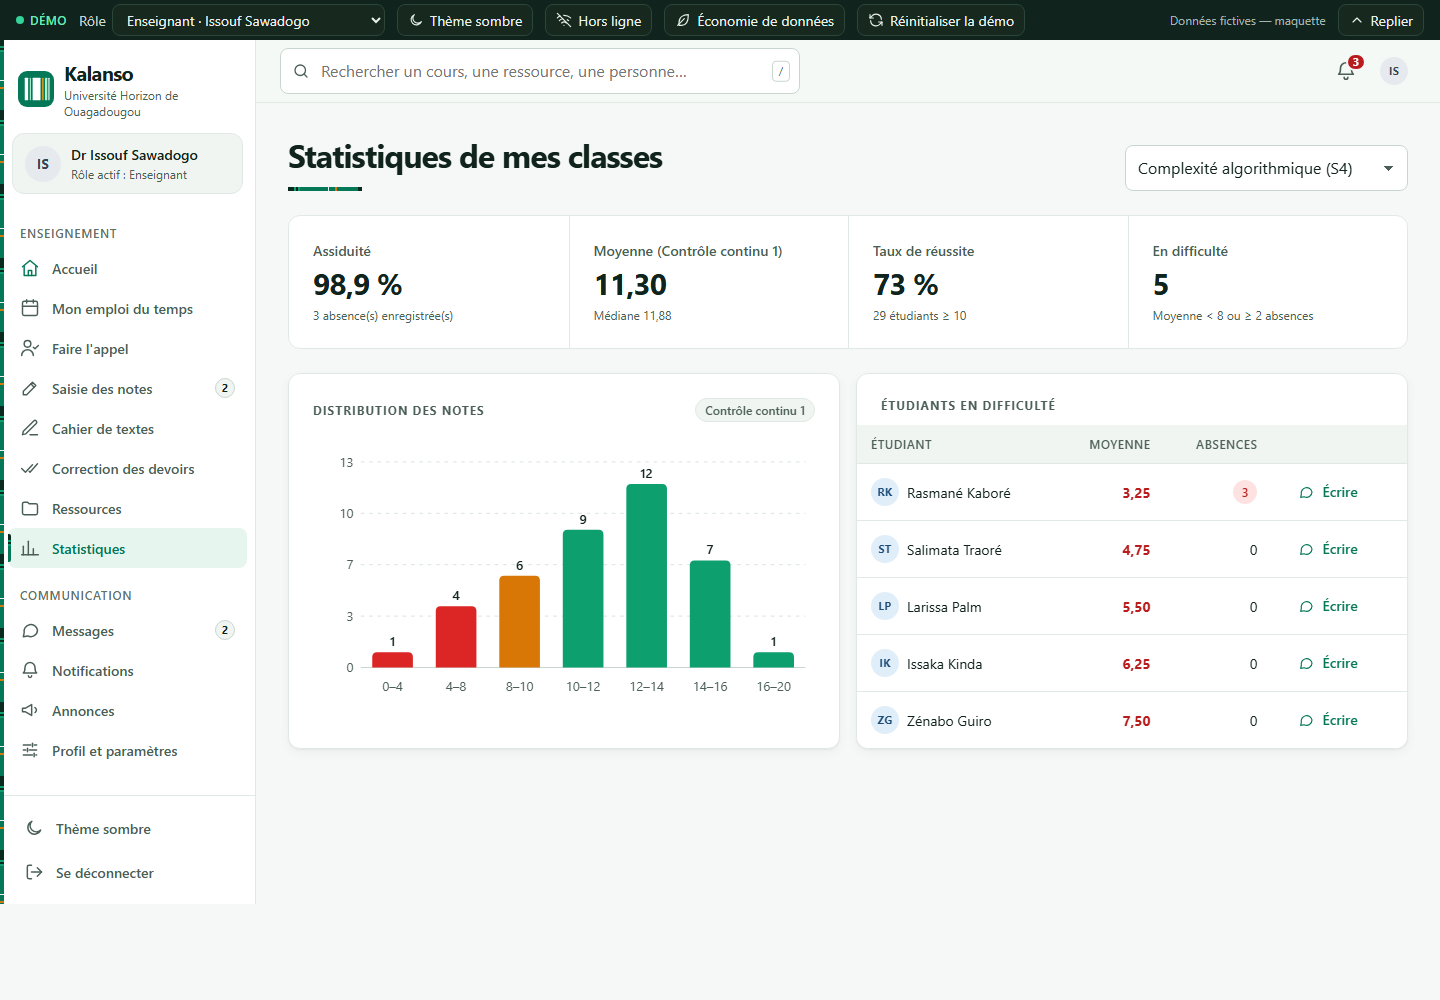 DÉMO Rôle Enseignant · Issouf Sawadogo Thème sombre Hors ligne Économie de données Réinitialiser la démo Données fictives — maquette Replier
Kalanso
Université Horizon de
Ouagadougou
Rechercher un cours, une ressource, une personne... /
3
IS
IS
Dr Issouf Sawadogo
Rôle actif : Enseignant
ENSEIGNEMENT
Accueil
Mon emploi du temps
Faire l'appel
Saisie des notes 2
Cahier de textes
Correction des devoirs
Ressources
Statistiques
COMMUNICATION
Messages 2
Notifications
Annonces
Profil et paramètres
Thème sombre
Se déconnecter
Statistiques de mes classes
Complexité algorithmique (S4)
Assiduité
98,9 %
3 absence(s) enregistrée(s)
Moyenne (Contrôle continu 1)
11,30
Médiane 11,88
Taux de réussite
73 %
29 étudiants ≥ 10
En difficulté
5
Moyenne < 8 ou ≥ 2 absences
DISTRIBUTION DES NOTES Contrôle continu 1
13
10
7
3
0
1 4 6 9 12 7 1
0–4 4–8 8–10 10–12 12–14 14–16 16–20
ÉTUDIANTS EN DIFFICULTÉ
ÉTUDIANT MOYENNE ABSENCES
RK Rasmané Kaboré 3,25 3 Écrire
ST Salimata Traoré 4,75 0 Écrire
LP Larissa Palm 5,50 0 Écrire
IK Issaka Kinda 6,25 0 Écrire
ZG Zénabo Guiro 7,50 0 Écrire